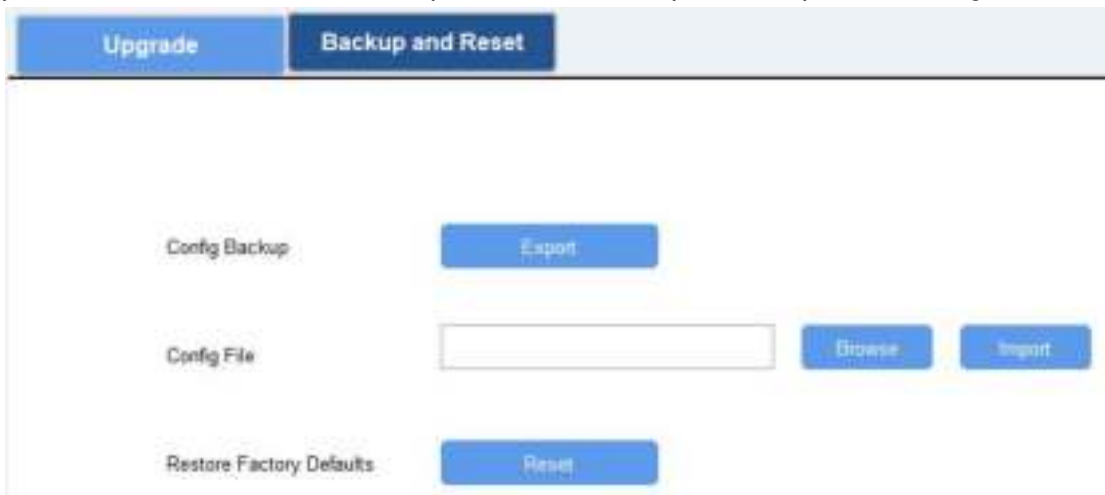 Upgrade Backup and Reset
Config Backup Export
Config File Browse Import
Restore Factory Defaults Reset